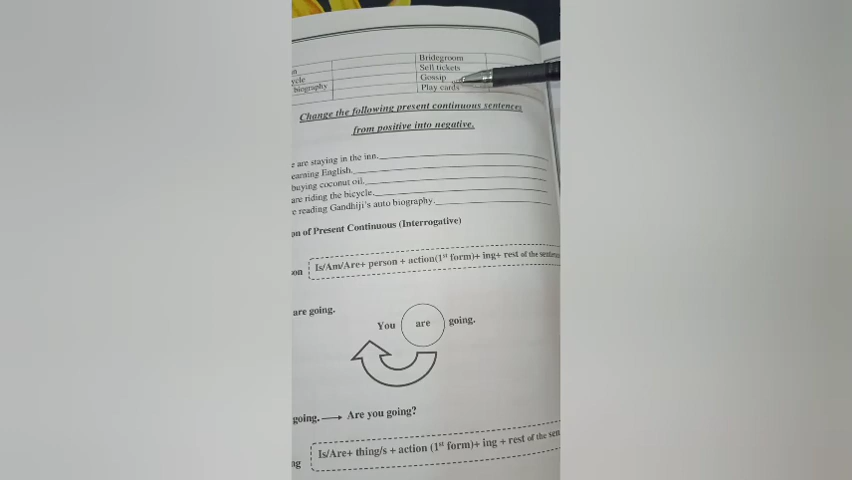 Bridegroom
Sell tickets
Gossip
Play cards
ycle
biography
Change the following present continuous sentences
from positive into negative.
e are staying in the inn.
earning English.
buying coconut oil.
are riding the bicycle.
e reading Gandhiji's auto biography.
on of Present Continuous (Interrogative)
on Is/Am/Are+ person + action(1st form)+ ing+ rest of the senten
are going.
You are going.
going. → Are you going?
ng Is/Are+ thing/s + action (1st form)+ ing + rest of the sen